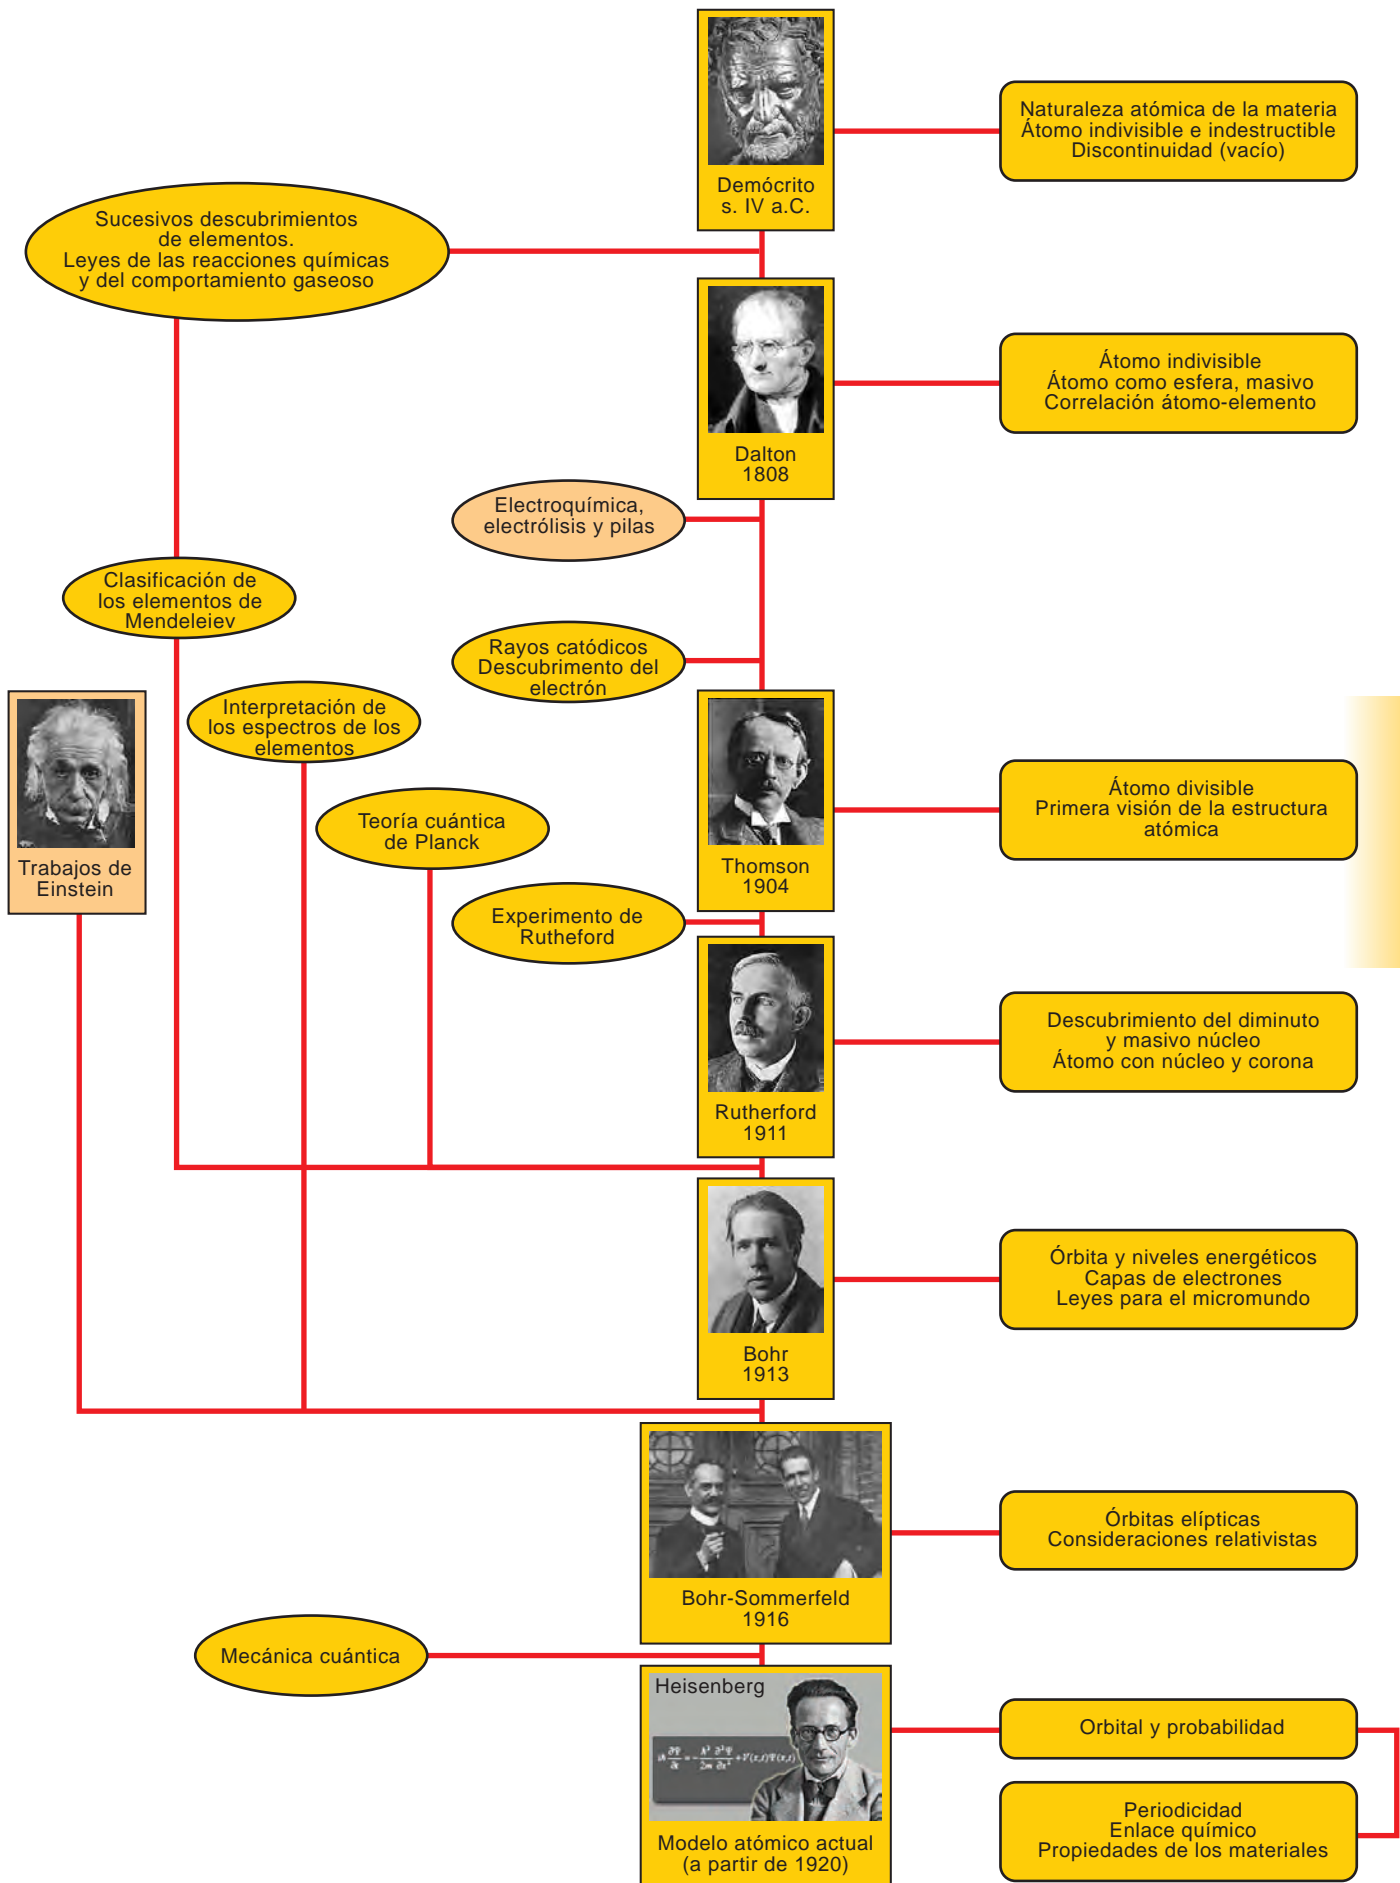 Demócrito
s. IV a.C.
Naturaleza atómica de la materia
Átomo indivisible e indestructible
Discontinuidad (vacío)
Sucesivos descubrimientos
de elementos.
Leyes de las reacciones químicas
y del comportamiento gaseoso
Dalton
1808
Átomo indivisible
Átomo como esfera, masivo
Correlación átomo-elemento
Electroquímica,
electrólisis y pilas
Clasificación de
los elementos de
Mendeleiev
Rayos catódicos
Descubrimento del
electrón
Trabajos de
Einstein
Interpretación de
los espectros de los
elementos
Teoría cuántica
de Planck
Thomson
1904
Átomo divisible
Primera visión de la estructura
atómica
Experimento de
Rutheford
Rutherford
1911
Descubrimiento del diminuto
y masivo núcleo
Átomo con núcleo y corona
Bohr
1913
Órbita y niveles energéticos
Capas de electrones
Leyes para el micromundo
Bohr-Sommerfeld
1916
Órbitas elípticas
Consideraciones relativistas
Mecánica cuántica
Heisenberg
Modelo atómico actual
(a partir de 1920)
Orbital y probabilidad
Periodicidad
Enlace químico
Propiedades de los materiales